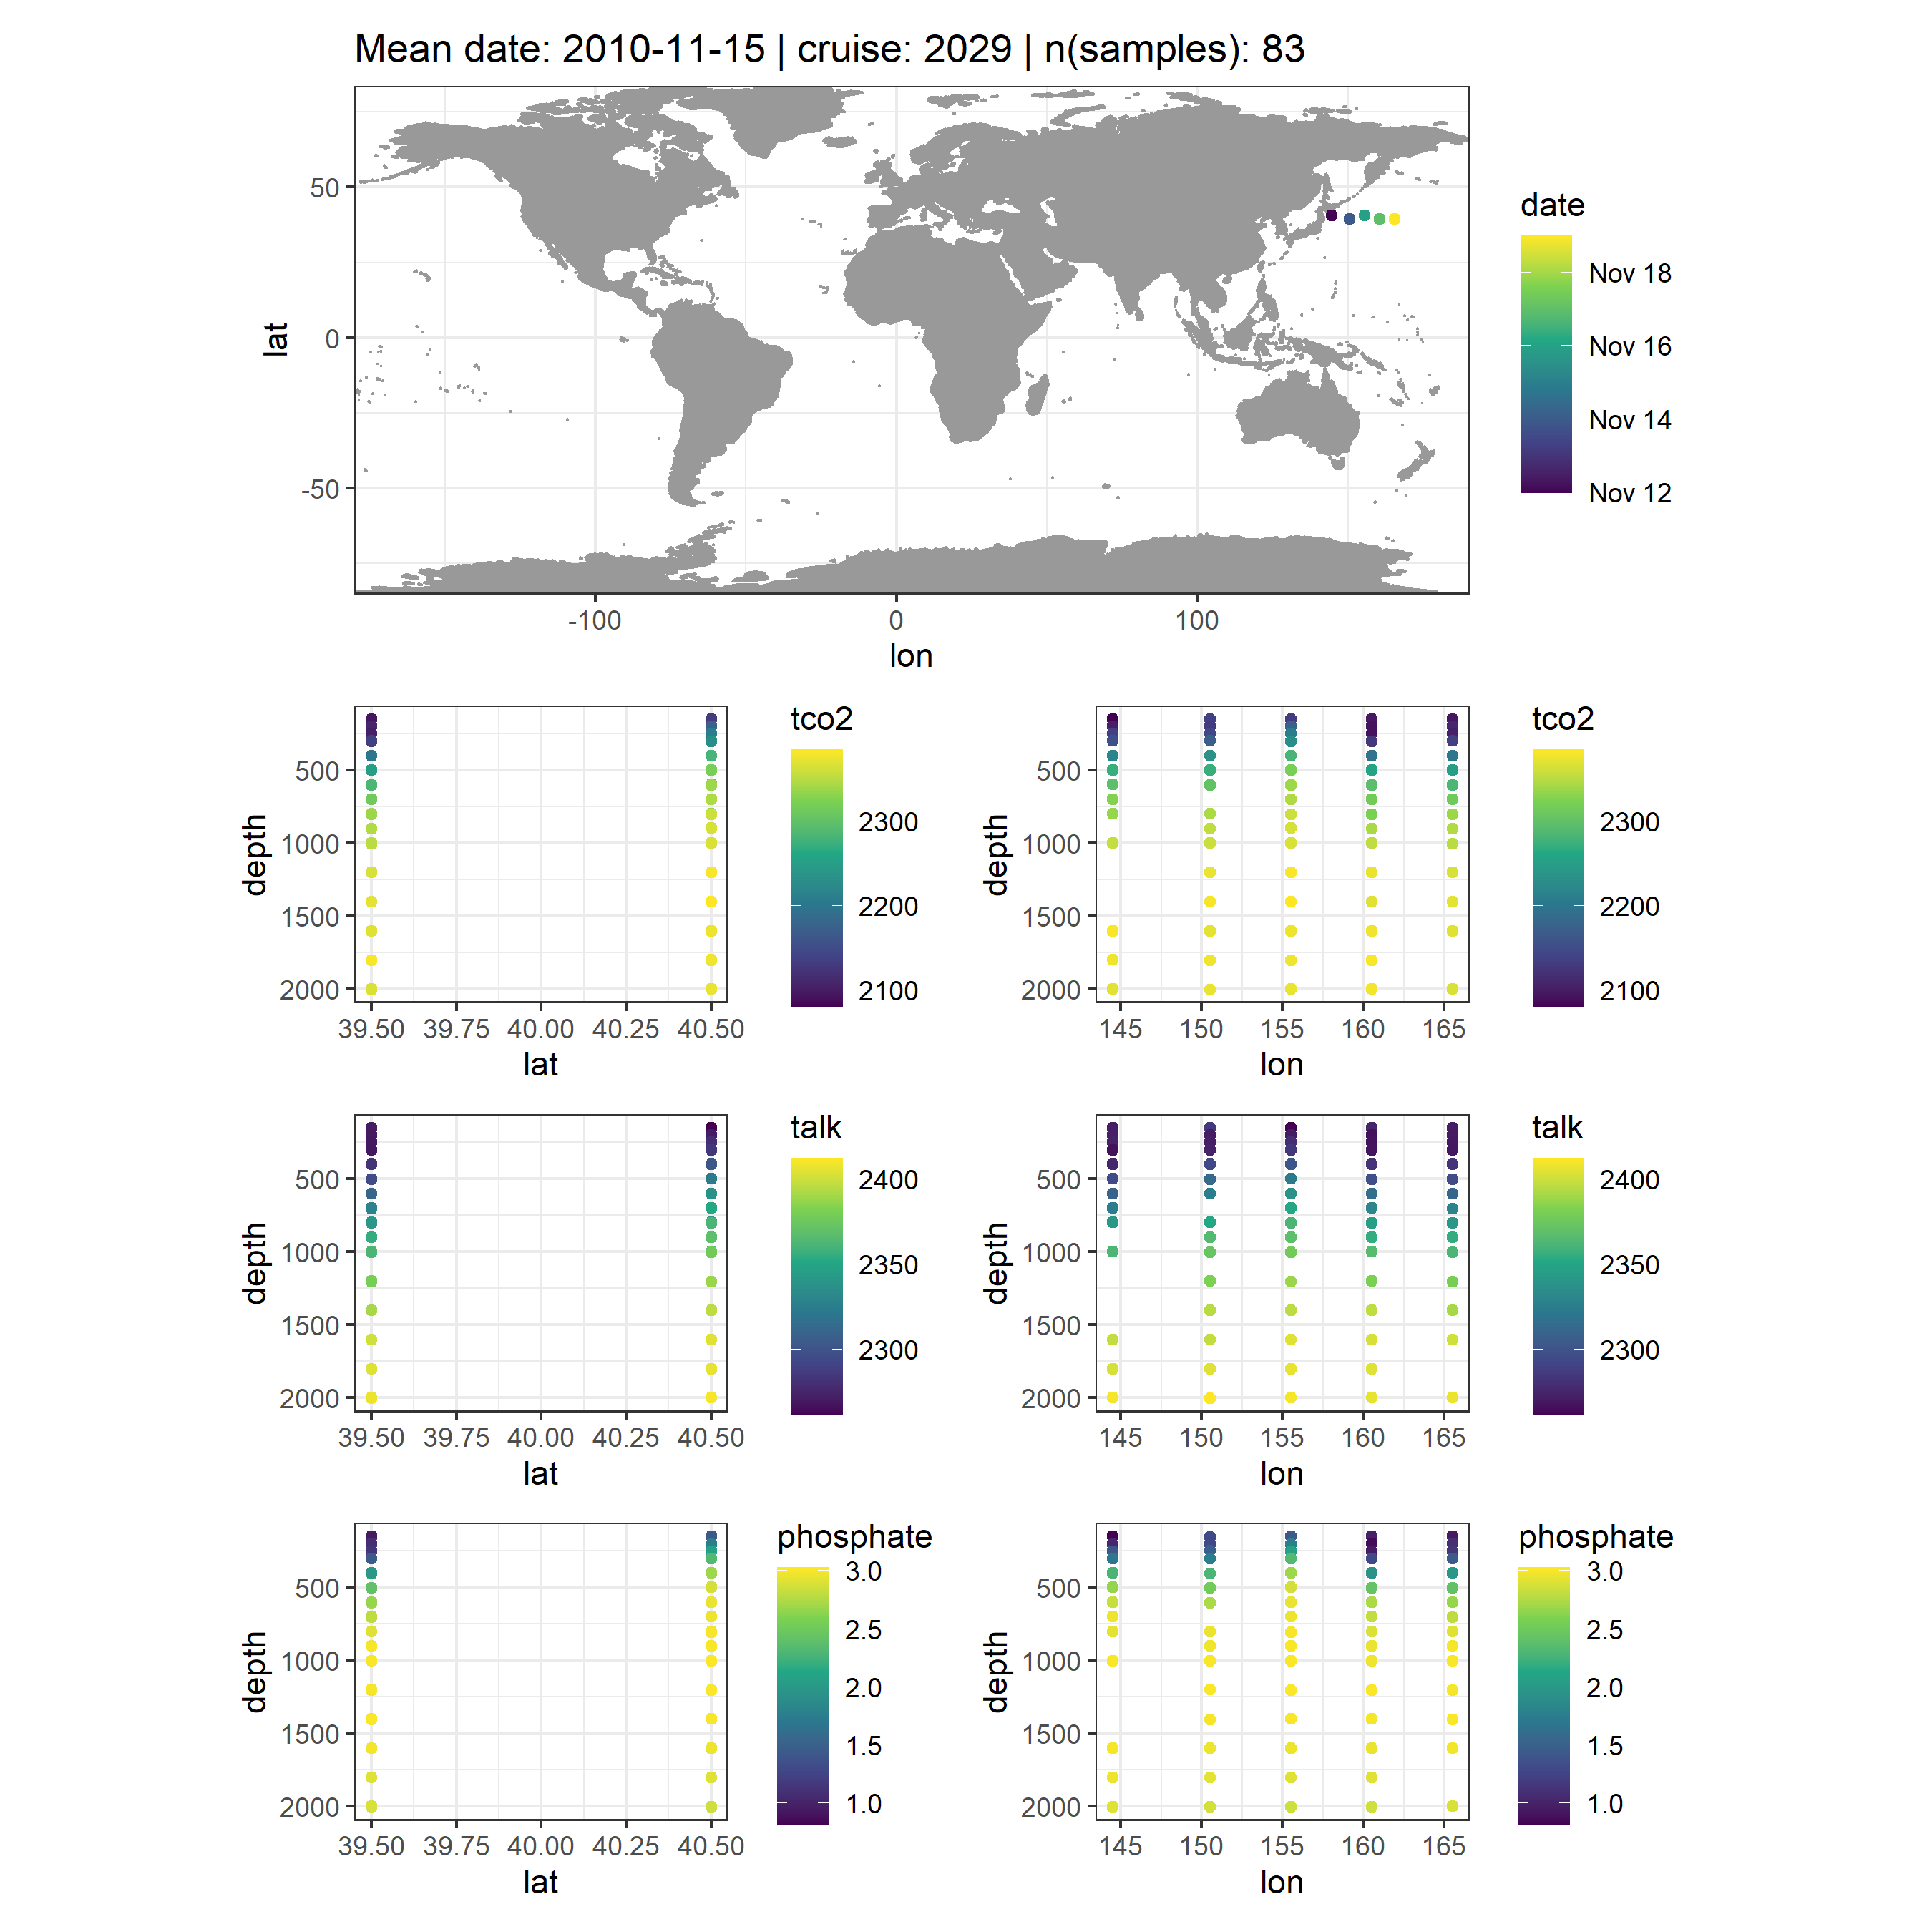 Mean date: 2010-11-15 | cruise: 2029 | n(samples): 83
lat
50
0
-50
-100 0 100
lon
date
Nov 18
Nov 16
Nov 14
Nov 12
depth
500
1000
1500
2000
39.50 39.75 40.00 40.25 40.50
lat
tco2
2300
2200
2100
depth
500
1000
1500
2000
145 150 155 160 165
lon
tco2
2300
2200
2100
depth
500
1000
1500
2000
39.50 39.75 40.00 40.25 40.50
lat
talk
2400
2350
2300
depth
500
1000
1500
2000
145 150 155 160 165
lon
talk
2400
2350
2300
depth
500
1000
1500
2000
39.50 39.75 40.00 40.25 40.50
lat
phosphate
3.0
2.5
2.0
1.5
1.0
depth
500
1000
1500
2000
145 150 155 160 165
lon
phosphate
3.0
2.5
2.0
1.5
1.0